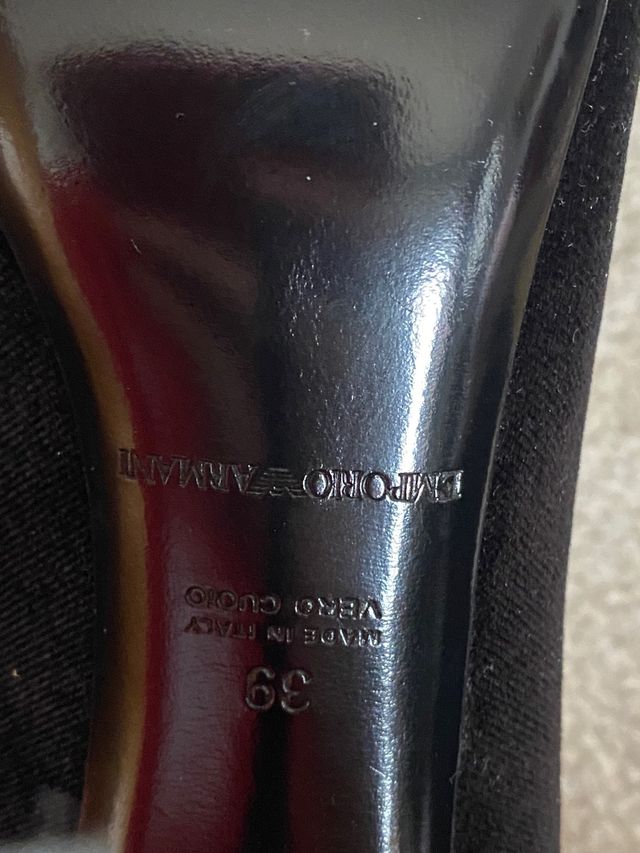 39
MADE IN ITALY
VERO CUOIO
EMPORIO ARMANI